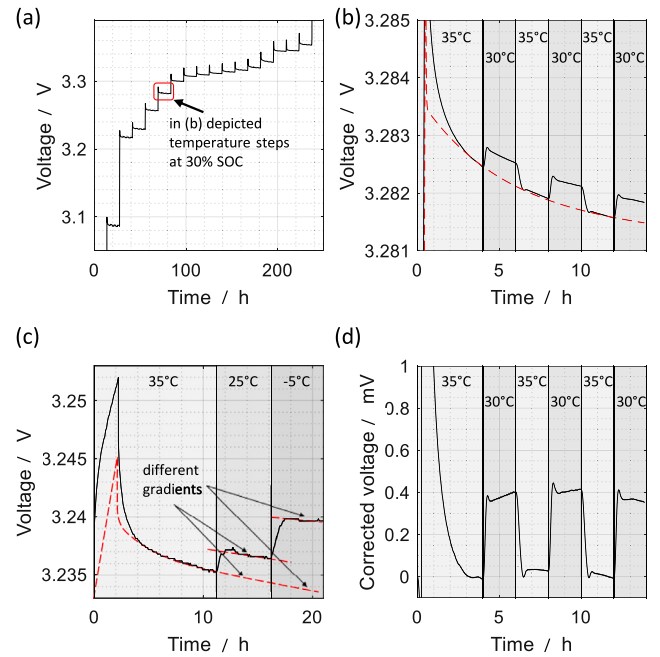 (a)
3.3
3.2
3.1
Voltage / V
0
100
200
Time / h
in (b) depicted
temperature steps
at 30% SOC
(b)
3.285
3.284
3.283
3.282
3.281
Voltage / V
35°C
30°C
35°C
30°C
35°C
30°C
0
5
10
Time / h
(c)
3.25
3.245
3.24
3.235
Voltage / V
35°C
25°C
-5°C
different
gradients
0
10
20
Time / h
(d)
1
0.8
0.6
0.4
0.2
0
Corrected voltage / mV
35°C
30°C
35°C
30°C
35°C
30°C
0
5
10
Time / h